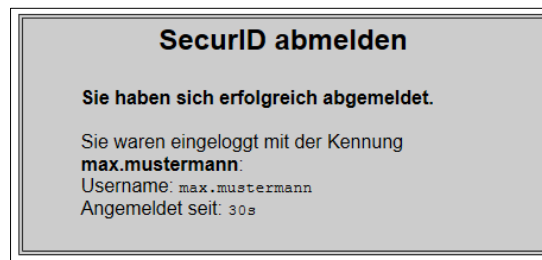 SecurID abmelden
Sie haben sich erfolgreich abgemeldet.
Sie waren eingeloggt mit der Kennung
max.mustermann:
Username: max.mustermann
Angemeldet seit: 30s